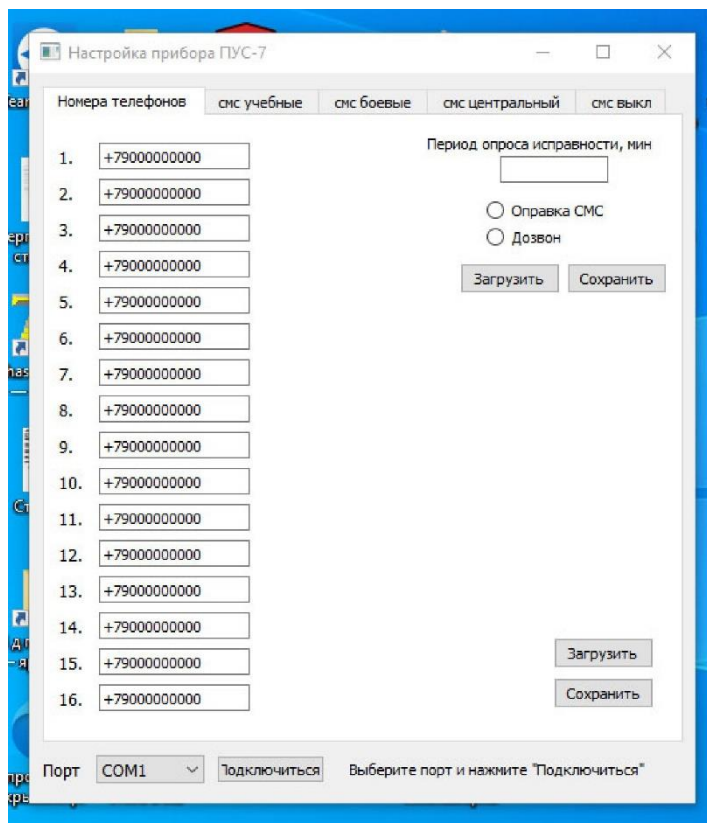 Настройка прибора ПУС-7
Номера телефонов смс учебные смс боевые смс центральный смс выкл
Период опроса исправности, мин
1. +79000000000
2. +79000000000
Оправка СМС
3. +79000000000
Дозвон
4. +79000000000
Загрузить Сохранить
5. +79000000000
6. +79000000000
7. +79000000000
8. +79000000000
9. +79000000000
10. +79000000000
11. +79000000000
12. +79000000000
13. +79000000000
14. +79000000000
15. +79000000000
Загрузить
16. +79000000000
Сохранить
Порт COM1 Подключиться Выберите порт и нажмите "Подключиться"